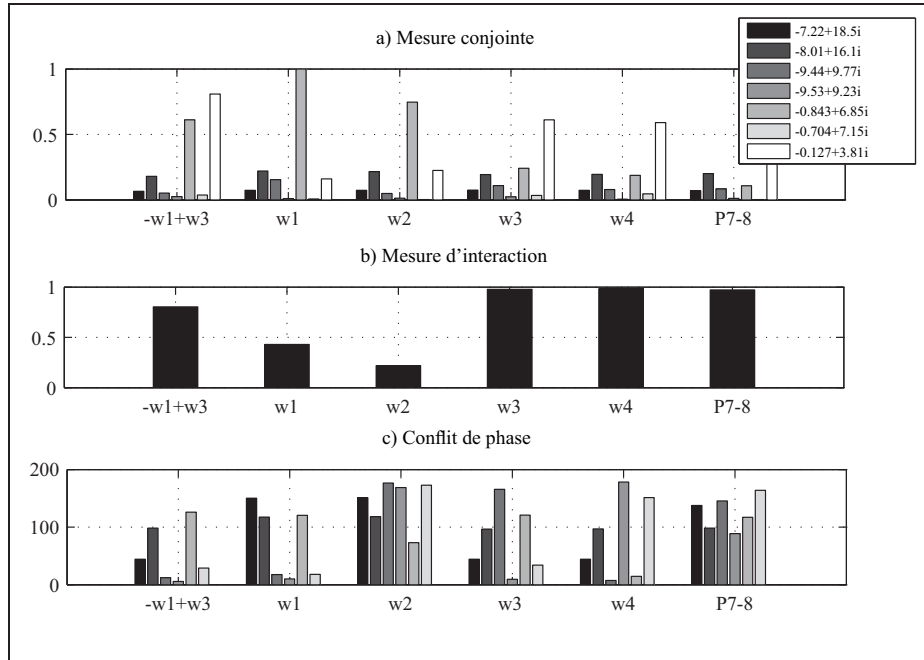 a) Mesure conjointe
-7.22+18.5i
-8.01+16.1i
-9.44+9.77i
-9.53+9.23i
-0.843+6.85i
-0.704+7.15i
-0.127+3.81i
1
0.5
0
-w1+w3 w1 w2 w3 w4 P7-8
b) Mesure d’interaction
1
0.5
0
-w1+w3 w1 w2 w3 w4 P7-8
c) Conflit de phase
200
100
0
-w1+w3 w1 w2 w3 w4 P7-8